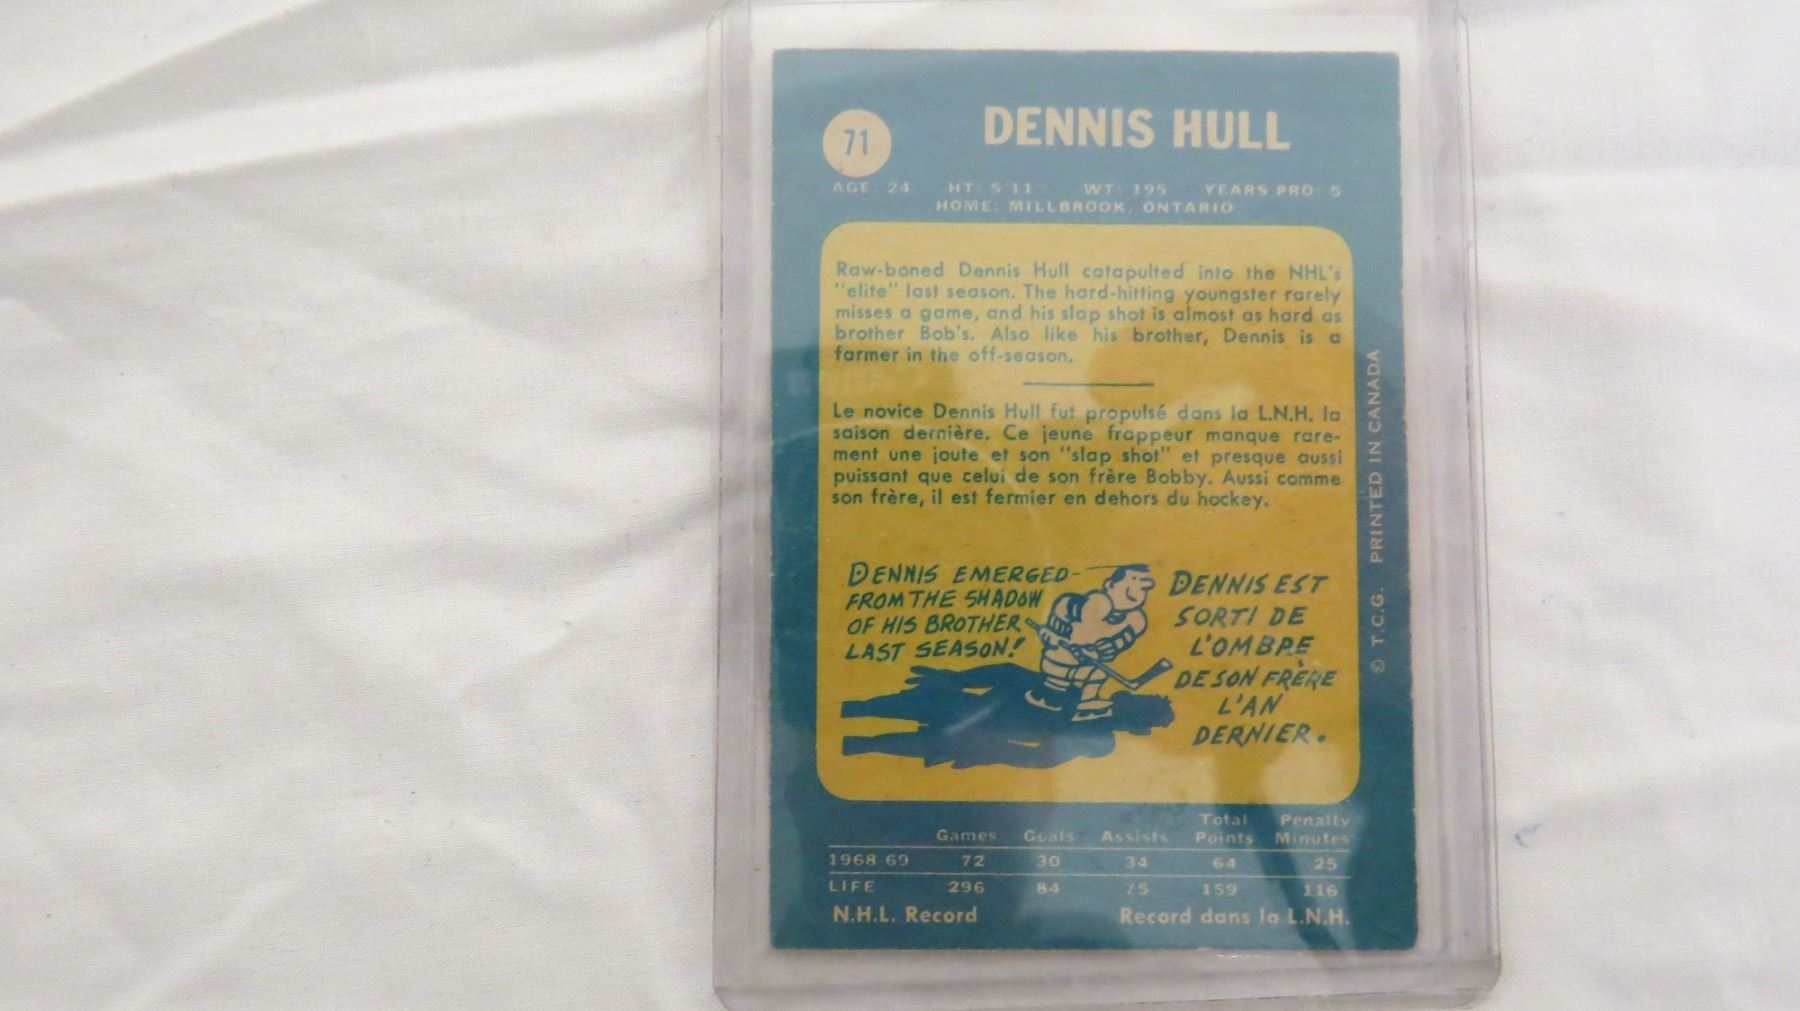 71
DENNIS HULL
AGE: 24 HT: 5'11" WT: 195 YEARS PRO: 5
HOME: MILLBROOK, ONTARIO
Raw-boned Dennis Hull catapulted into the NHL's
"elite" last season. The hard-hitting youngster rarely
misses a game, and his slap shot is almost as hard as
brother Bob's. Also like his brother, Dennis is a
farmer in the off-season.
Le novice Dennis Hull fut propulsé dans la L.N.H. la
saison dernière. Ce jeune frappeur manque rare-
ment une joute et son "slap shot" et presque aussi
puissant que celui de son frère Bobby. Aussi comme
son frère, il est fermier en dehors du hockey.
DENNIS EMERGED
FROM THE SHADOW
OF HIS BROTHER
LAST SEASON!
DENNIS EST
SORTI DE
L'OMBRE
DE SON FRÈRE
L'AN
DERNIER.
Total Penalty
Games Goals Assists Points Minutes
1968-69 72 30 34 64 25
LIFE 296 84 75 159 116
N.H.L. Record Record dans la L.N.H.
© T.C.G. PRINTED IN CANADA